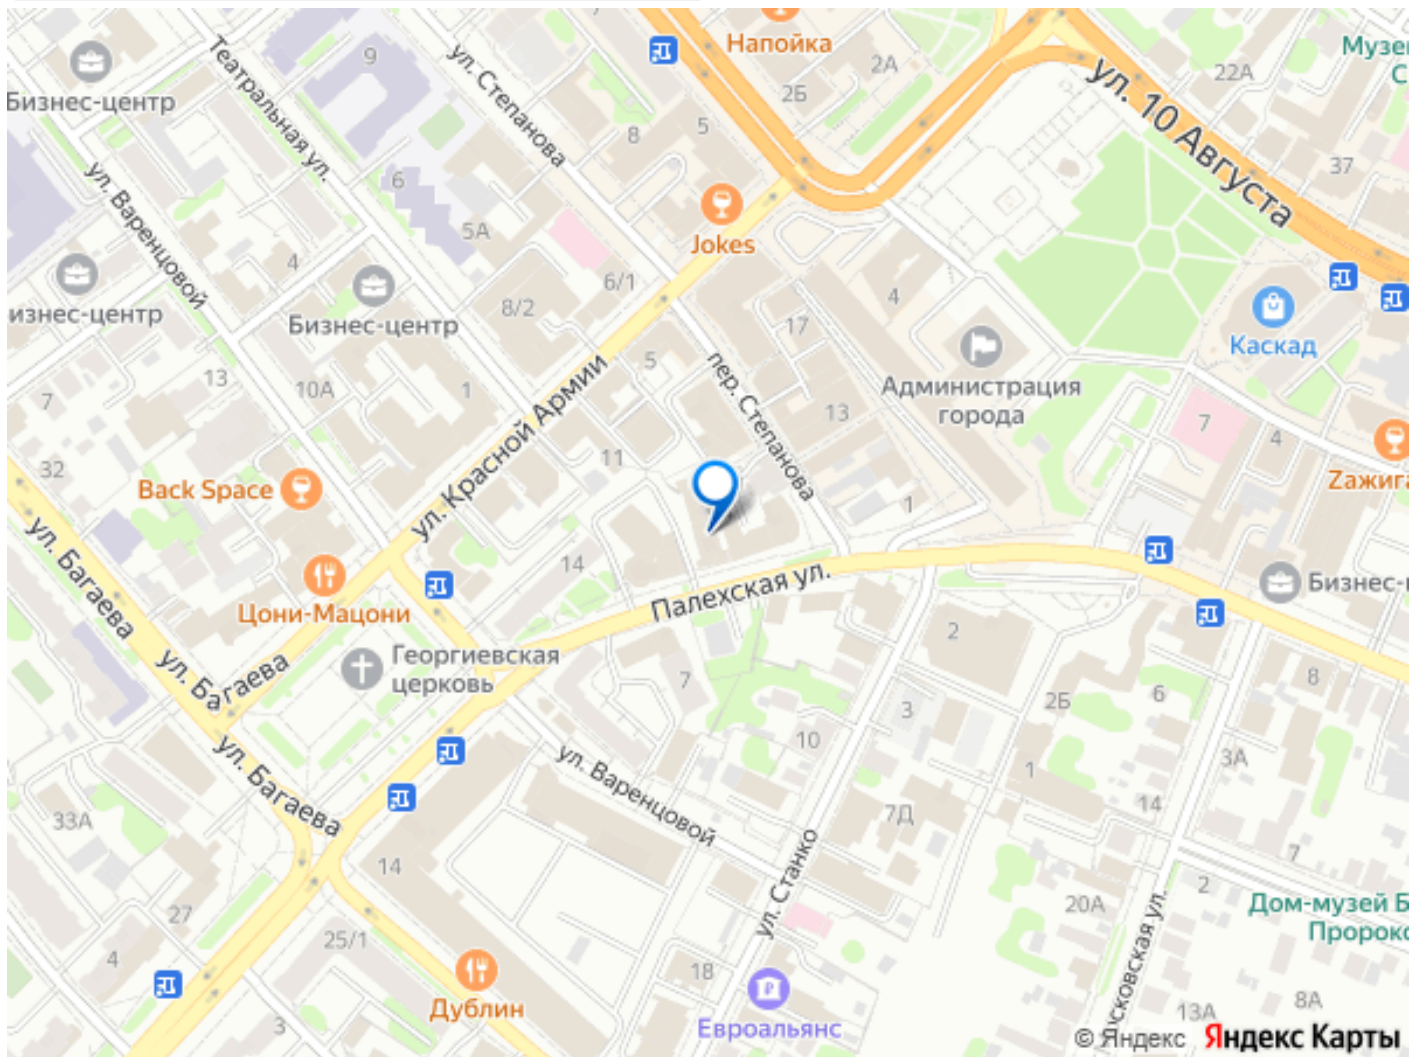 Напойка
2А
22А
Музе
С
Бизнес-центр
9
ул. Степанова
Театральная ул.
2Б
8
5
ул. 10 Августа
37
6
ул. Варенцовой
5А
Jokes
4
изнес-центр
Бизнес-центр
6/1
8/2
4
17
Каскад
5
пер. Степанова
Администрация
города
13
10А
1
7
ул. Красной Армии
13
7
4
32
11
Back Space
Zажига
1
ул. Багаева
14
Палехская ул.
Бизнес-
Цони-Мацони
Георгиевская
церковь
ул. Багаева
2
7
8
2Б
6
3
10
ул. Багаева
ул. Варенцовой
3А
1
14
33А
7Д
14
7
ул. Станко
2
20А
Дом-музей Б
Пророко
27
25/1
4
осковская ул.
18
Дублин
Евроальянс
3
8А
13А
© Яндекс Яндекс Карты